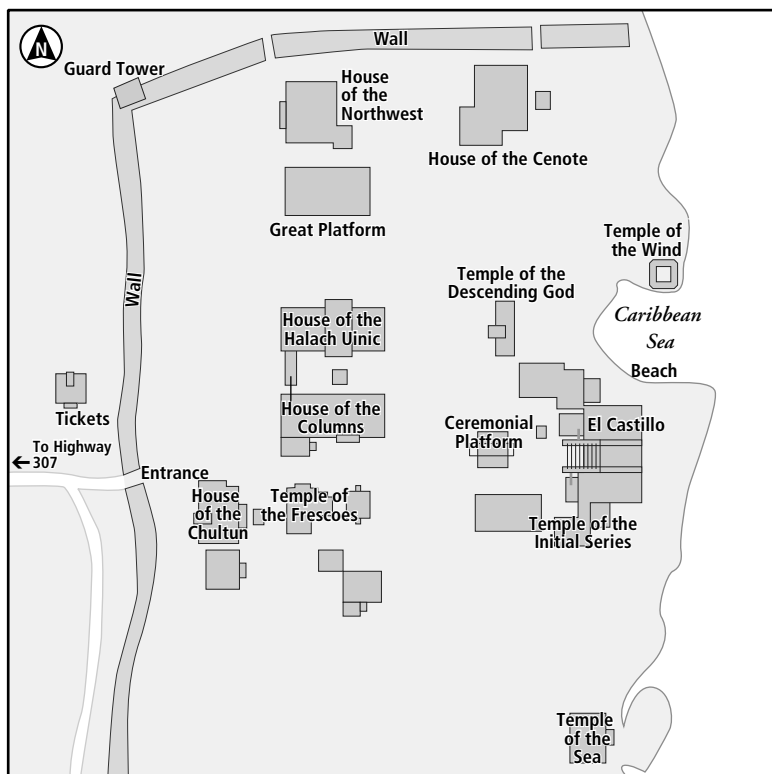 N
Wall
Guard Tower
House
of the
Northwest
House of the Cenote
Great Platform
Temple of
the Wind
Wall
Temple of the
Descending God
Caribbean
Sea
House of the
Halach Uinic
Beach
Tickets
House of the
Columns
Ceremonial
Platform
El Castillo
To Highway
307
Entrance
House
of the
Chultun
Temple of
the Frescoes
Temple of the
Initial Series
Temple
of the
Sea